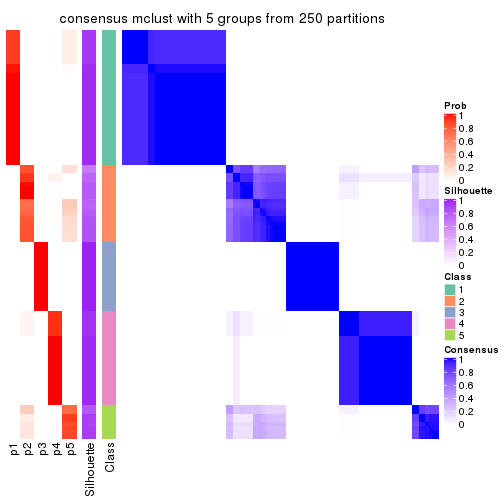 consensus mclust with 5 groups from 250 partitions
Prob
1
0.8
0.6
0.4
0.2
0
Silhouette
1
0.8
0.6
0.4
0.2
0
Class
1
2
3
4
5
Consensus
1
0.8
0.6
0.4
0.2
0
p1
p2
p3
p4
p5
Silhouette
Class